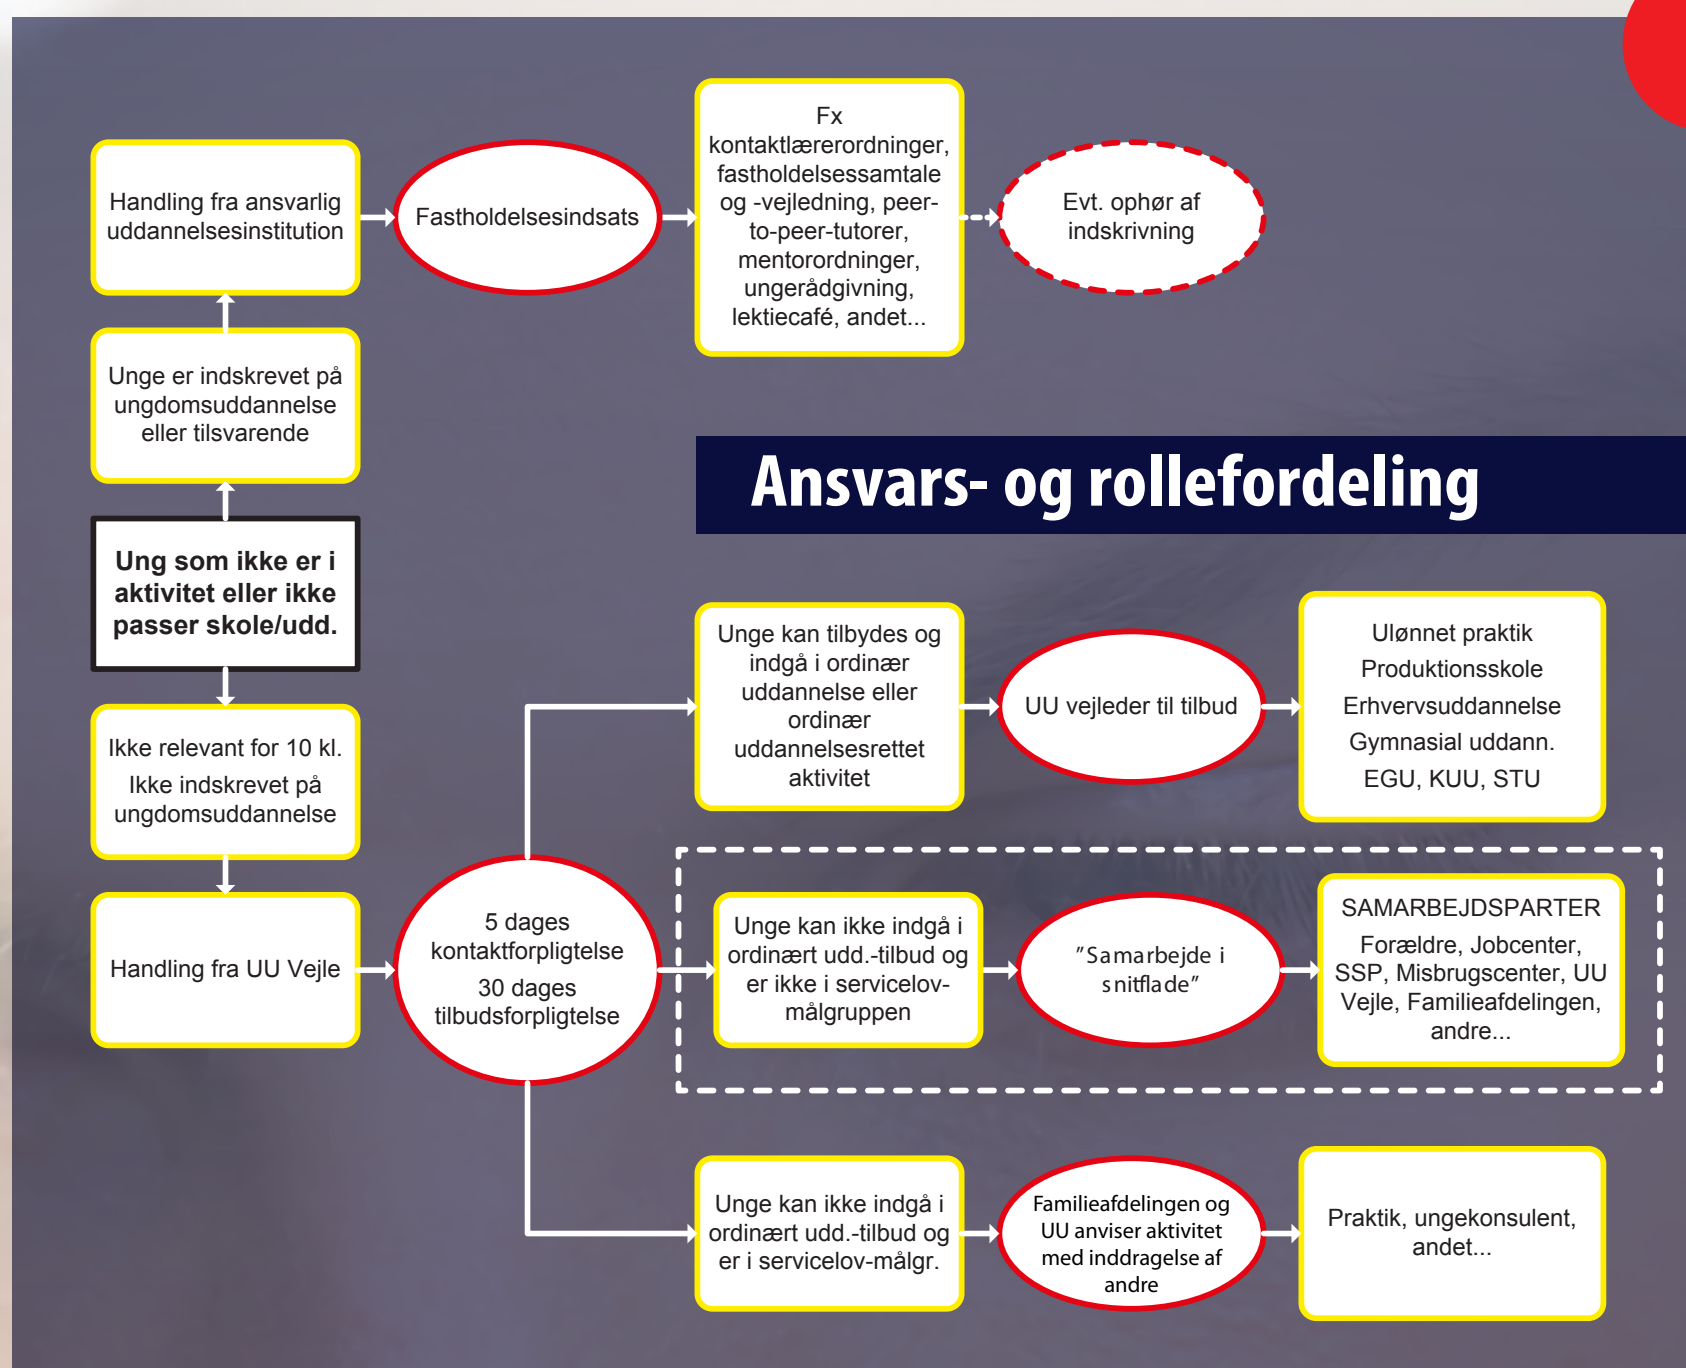 Fx
kontaktlærerordninger,
fastholdelsessamtale
og -vejledning, peer-
to-peer-tutorer,
mentorordninger,
ungerådgivning,
lektiecafé, andet...
Handling fra ansvarlig
uddannelsesinstitution
Fastholdelsesindsats
Evt. ophør af
indskrivning
Unge er indskrevet på
ungdomsuddannelse
eller tilsvarende
Ansvars- og rollefordeling
Ung som ikke er i
aktivitet eller ikke
passer skole/udd.
Ikke relevant for 10 kl.
Ikke indskrevet på
ungdomsuddannelse
Handling fra UU Vejle
5 dages
kontaktforpligtelse
30 dages
tilbudsforpligtelse
Unge kan tilbydes og
indgå i ordinær
uddannelse eller
ordinær
uddannelsesrettet
aktivitet
UU vejleder til tilbud
Ulønnet praktik
Produktionsskole
Erhvervsuddannelse
Gymnasial uddann.
EGU, KUU, STU
Unge kan ikke indgå i
ordinært udd.-tilbud og
er ikke i servicelov-
målgruppen
"Samarbejde i
snitflade"
SAMARBEJDSPARTER
Forældre, Jobcenter,
SSP, Misbrugscenter, UU
Vejle, Familieafdelingen,
andre...
Unge kan ikke indgå i
ordinært udd.-tilbud og
er i servicelov-målgr.
Familieafdelingen og
UU anviser aktivitet
med inddragelse af
andre
Praktik, ungekonsulent,
andet...